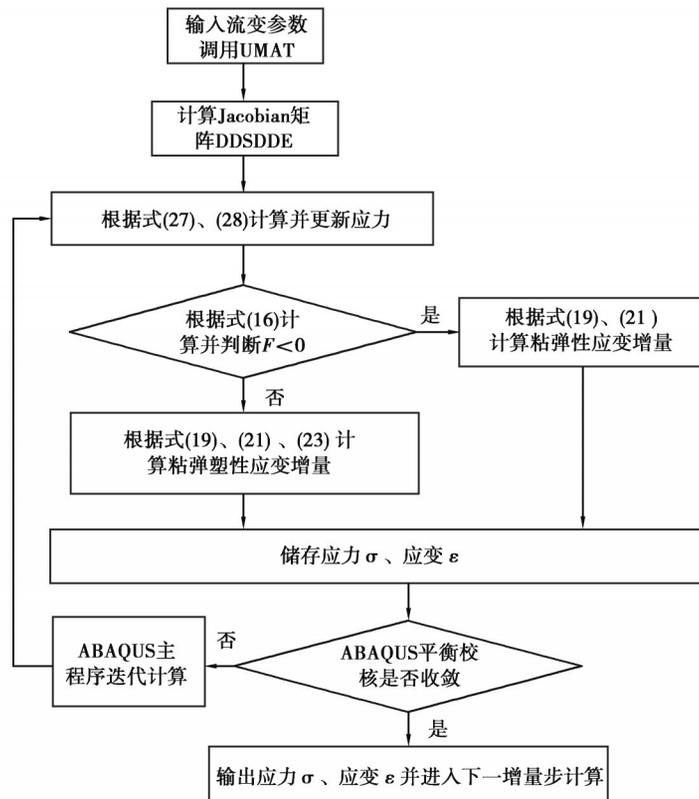 输入流变参数
调用UMAT
计算Jacobian矩
阵DDSDDE
根据式(27)、(28)计算并更新应力
根据式(16)计
算并判断F<0
是
根据式(19)、(21)
计算粘弹性应变增量
否
根据式(19)、(21)、(23)计
算粘弹塑性应变增量
储存应力σ、应变ε
ABAQUS平衡校
核是否收敛
否
ABAQUS主
程序迭代计算
是
输出应力σ、应变ε并进入下一增量步计算